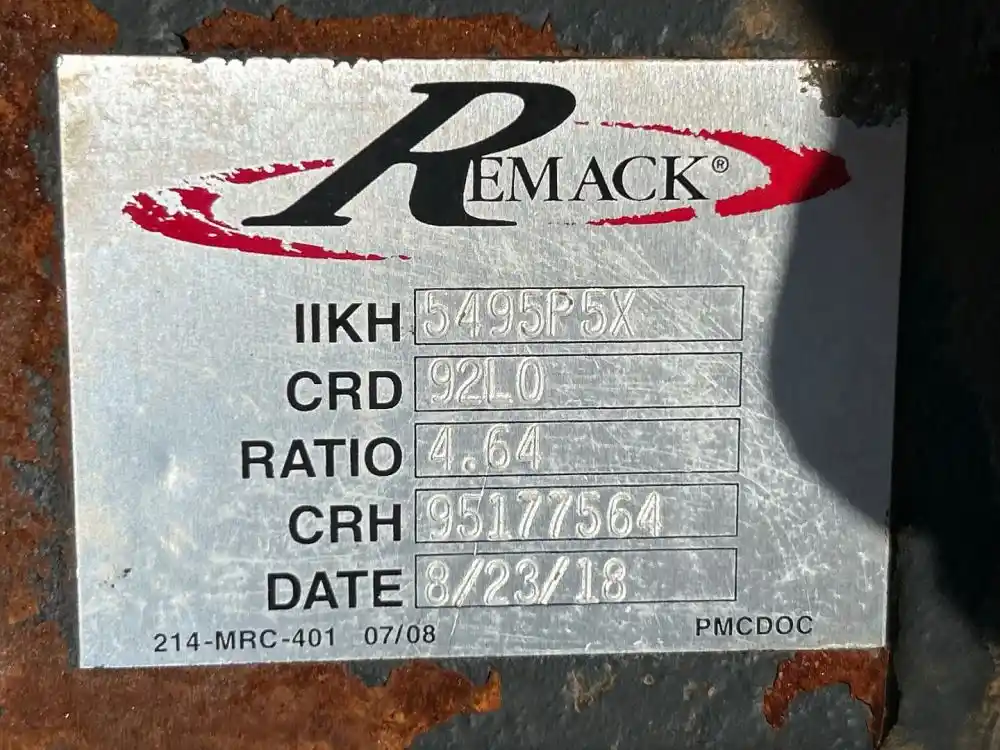 REMACK®
IIKH 5495P5X
CRD 92L0
RATIO 4.64
CRH 95177564
DATE 8/23/18
214-MRC-401 07/08 PMCDOC